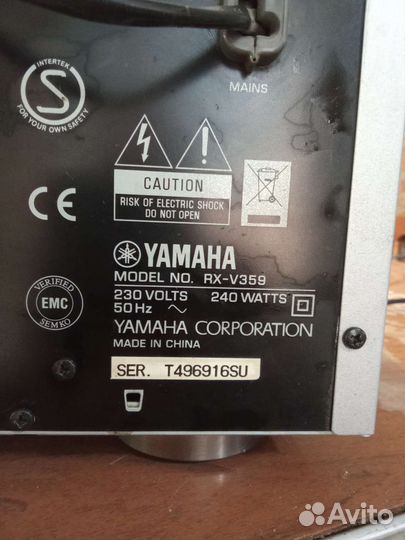 MAINS
INTERTEK
S
FOR YOUR OWN SAFETY
CAUTION
RISK OF ELECTRIC SHOCK
DO NOT OPEN
CE
YAMAHA
MODEL NO. RX-V359
230 VOLTS 240 WATTS
50 Hz ~
YAMAHA CORPORATION
MADE IN CHINA
VERIFIED
EMC
SEMKO
SER. T496916SU
Avito